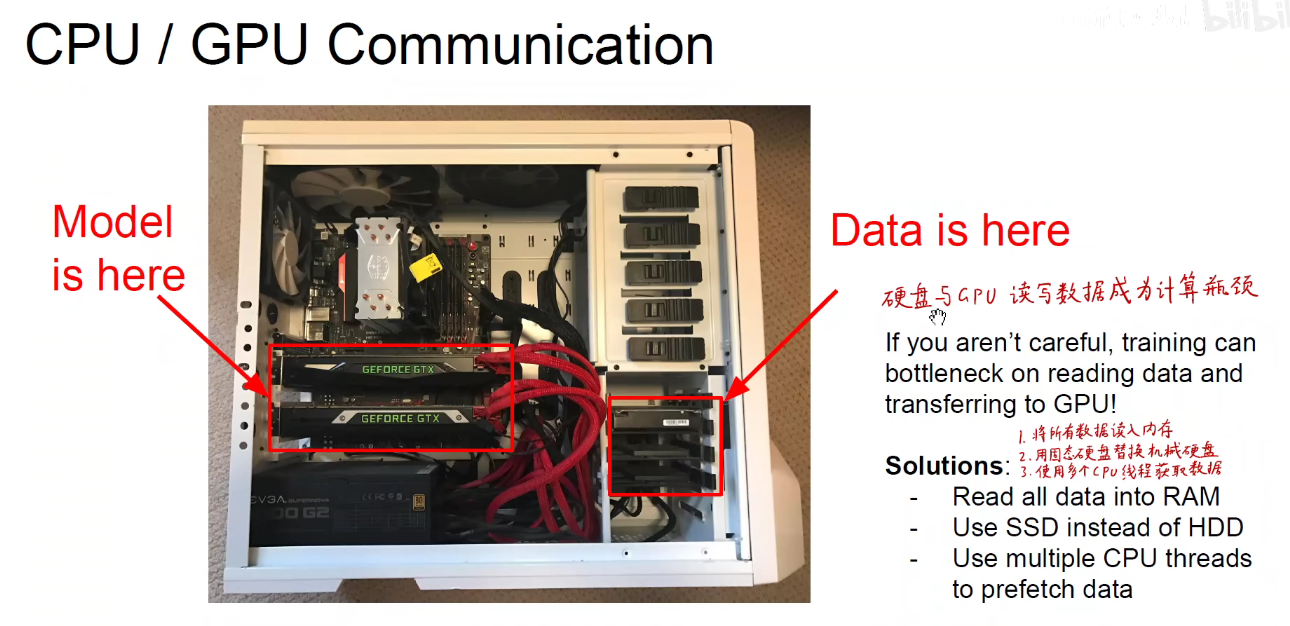 CPU / GPU Communication
bilibil
Model
is here
Data is here
硬盘与GPU 读写数据成为计算瓶颈
If you aren't careful, training can
bottleneck on reading data and
transferring to GPU!
1. 将所有数据读入内存
2. 用固态硬盘替换机械硬盘
3. 使用多个CPU线程获取数据
Solutions:
- Read all data into RAM
- Use SSD instead of HDD
- Use multiple CPU threads
to prefetch data
GEFORCE GTX
GEFORCE GTX
EVGA SUPERNOVA
00 G2